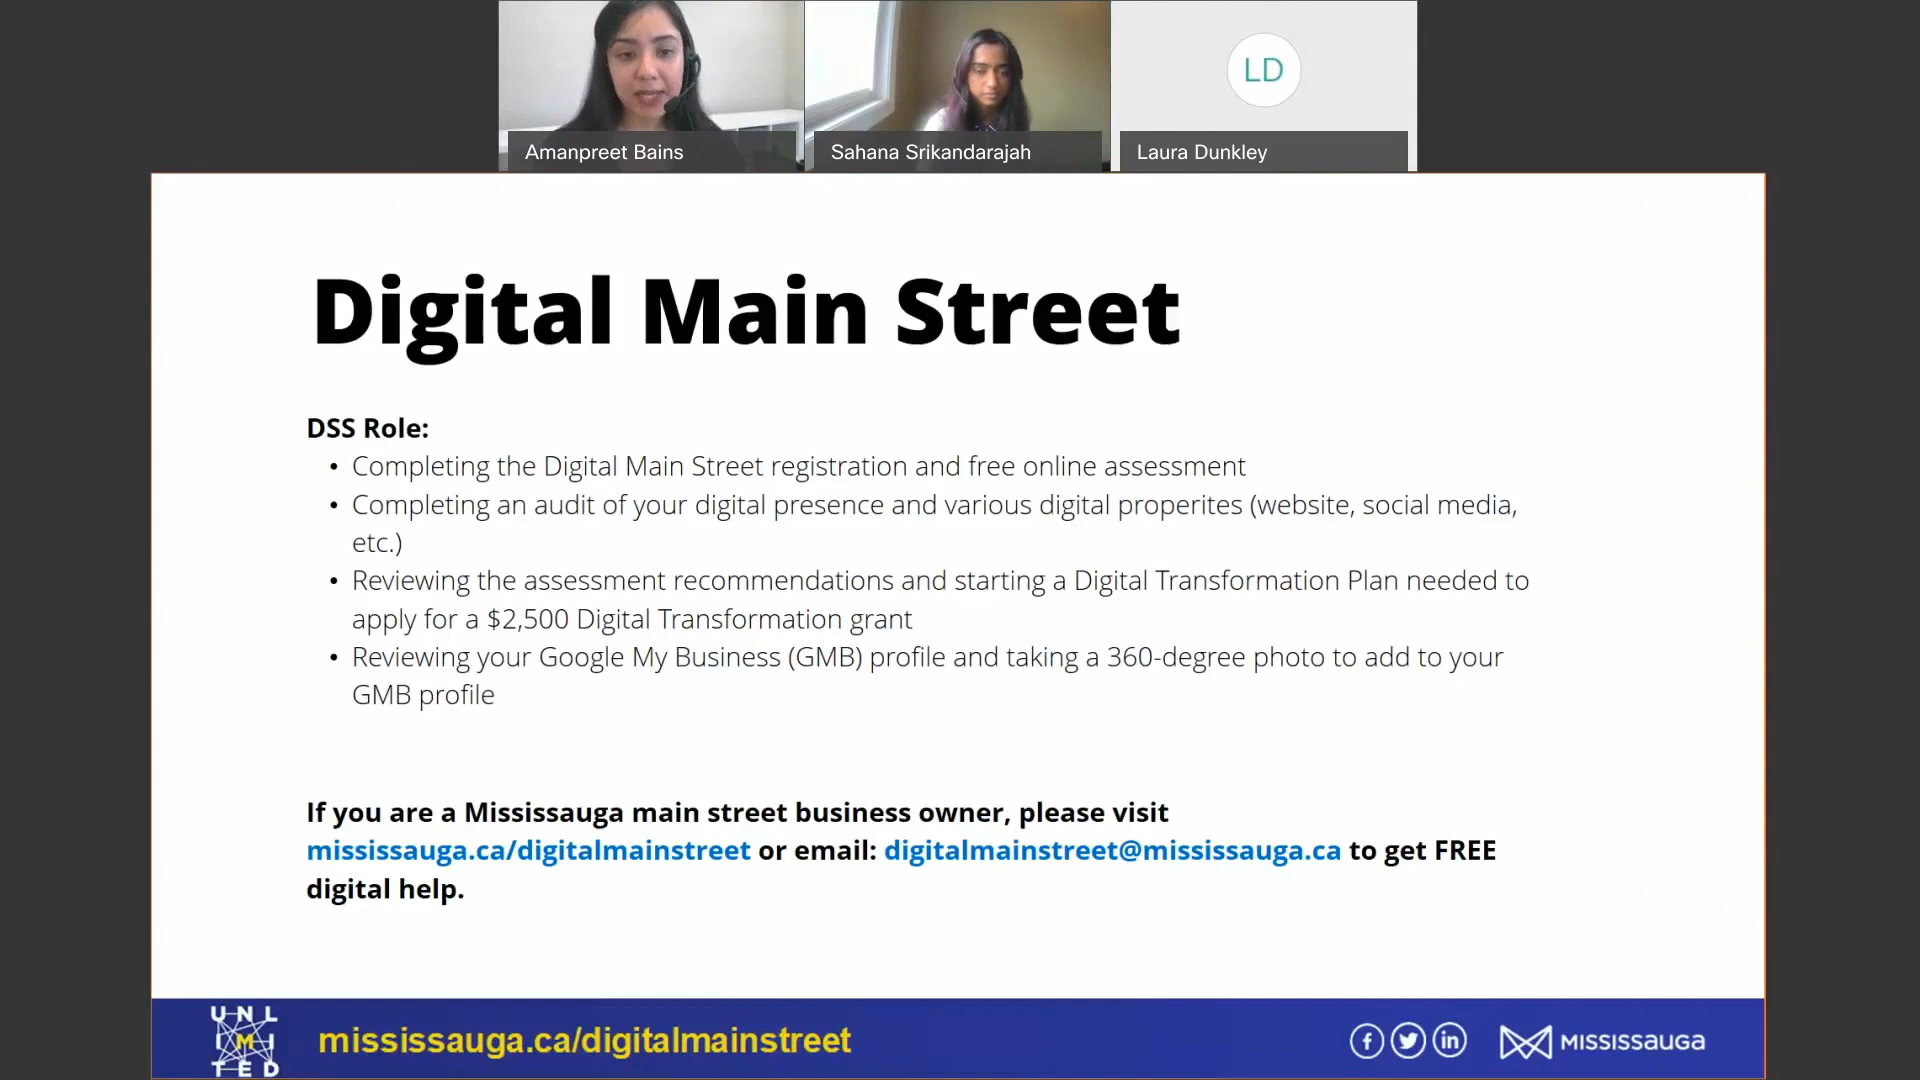 LD
Amanpreet Bains
Sahana Srikandarajah
Laura Dunkley
Digital Main Street
DSS Role:
• Completing the Digital Main Street registration and free online assessment
• Completing an audit of your digital presence and various digital properites (website, social media,
etc.)
• Reviewing the assessment recommendations and starting a Digital Transformation Plan needed to
apply for a $2,500 Digital Transformation grant
• Reviewing your Google My Business (GMB) profile and taking a 360-degree photo to add to your
GMB profile
If you are a Mississauga main street business owner, please visit
mississauga.ca/digitalmainstreet or email: digitalmainstreet@mississauga.ca to get FREE
digital help.
UNL
IMI
TED
mississauga.ca/digitalmainstreet
f
in
MISSISSAUGA